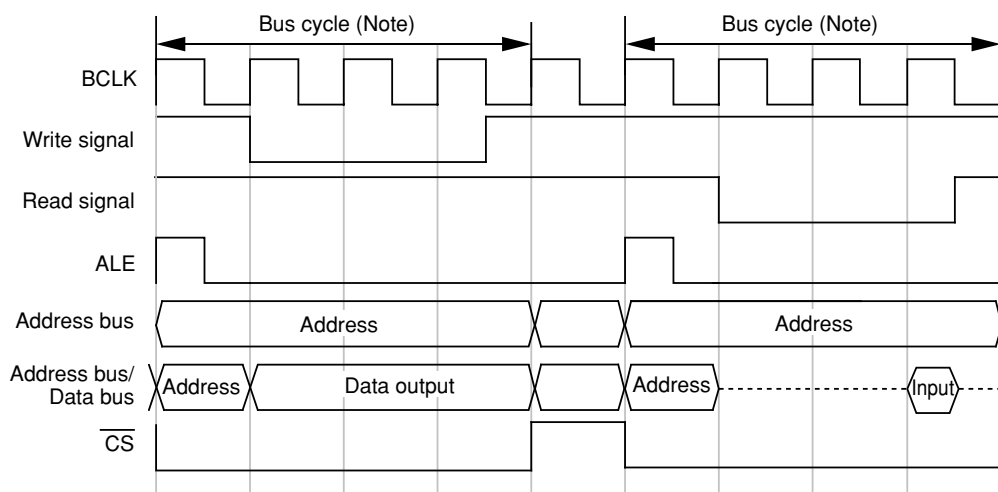 Bus cycle (Note) Bus cycle (Note)
BCLK
Write signal
Read signal
ALE
Address bus Address Address
Address bus/
Data bus Address Data output Address Input
CS